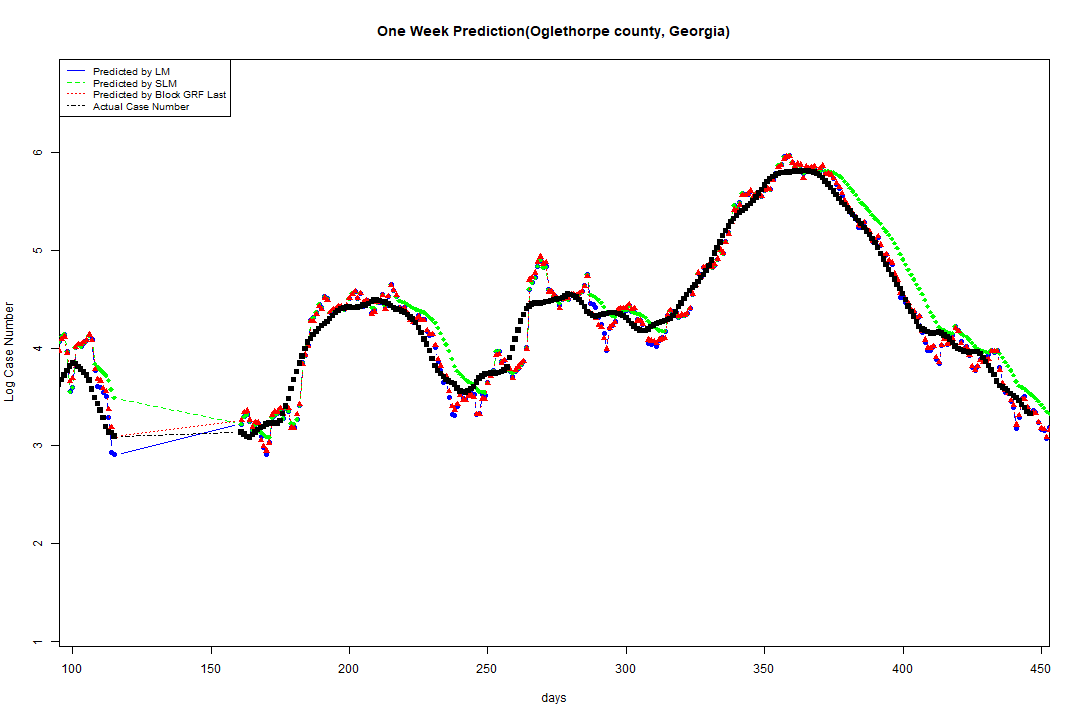 One Week Prediction(Oglethorpe county, Georgia)
Predicted by LM
Predicted by SLM
Predicted by Block GRF Last
Actual Case Number
Log Case Number
6
5
4
3
2
1
100 150 200 250 300 350 400 450
days